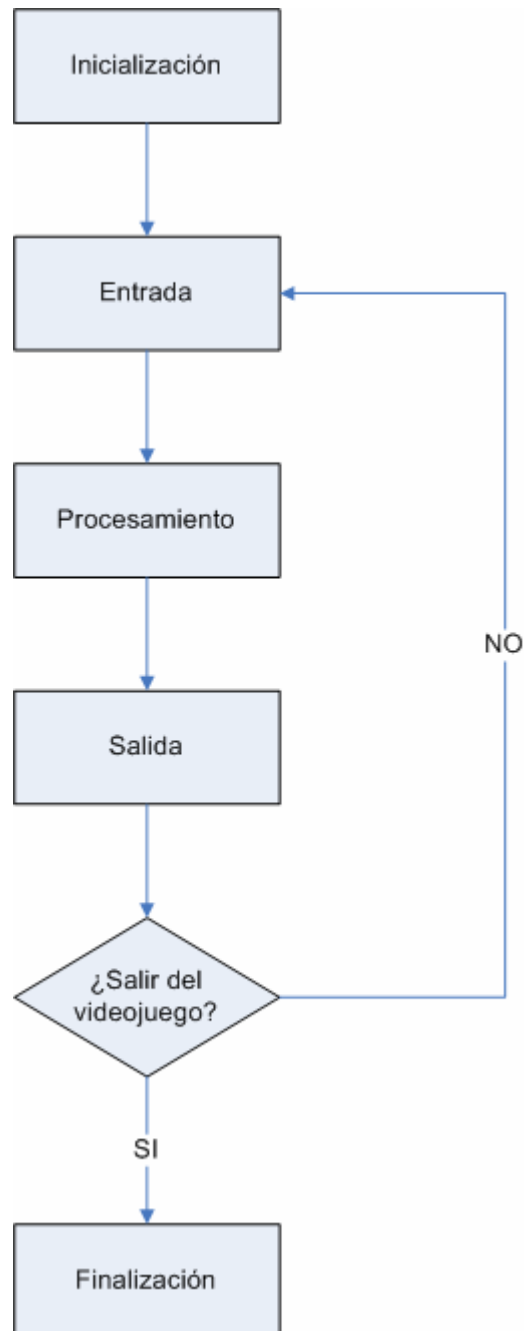 Inicialización
Entrada
Procesamiento
NO
Salida
¿Salir del
videojuego?
SI
Finalización